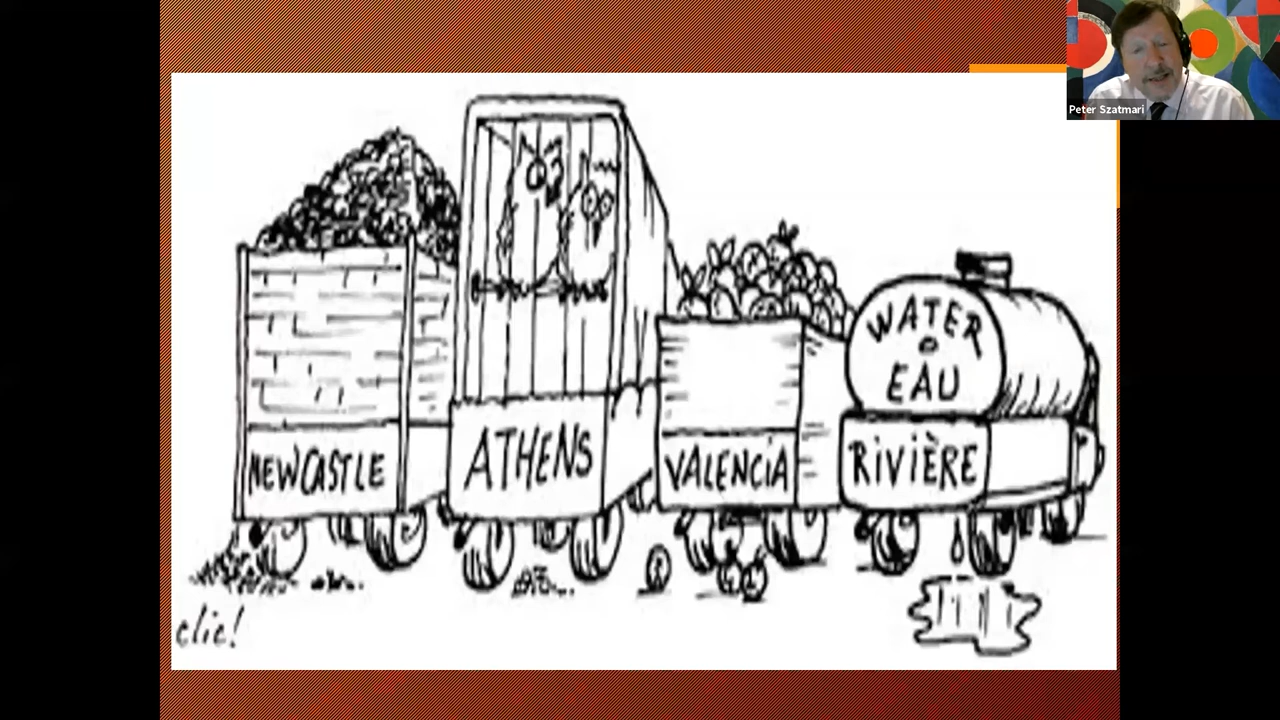 Peter Szatmari
WATER
EAU
NEWCASTLE
ATHENS
VALENCiA
RiViÈRE
clic!